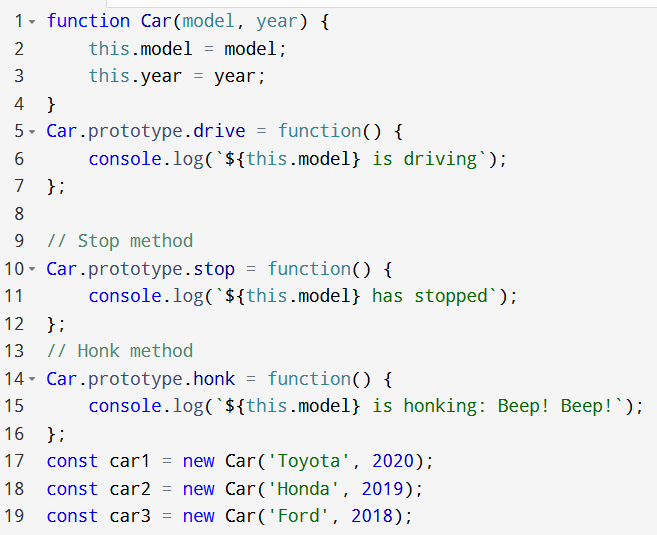 1 function Car(model, year) {
2     this.model = model;
3     this.year = year;
4 }
5 Car.prototype.drive = function() {
6     console.log(`${this.model} is driving`);
7 };
8
9 // Stop method
10 Car.prototype.stop = function() {
11     console.log(`${this.model} has stopped`);
12 };
13 // Honk method
14 Car.prototype.honk = function() {
15     console.log(`${this.model} is honking: Beep! Beep!`);
16 };
17 const car1 = new Car('Toyota', 2020);
18 const car2 = new Car('Honda', 2019);
19 const car3 = new Car('Ford', 2018);